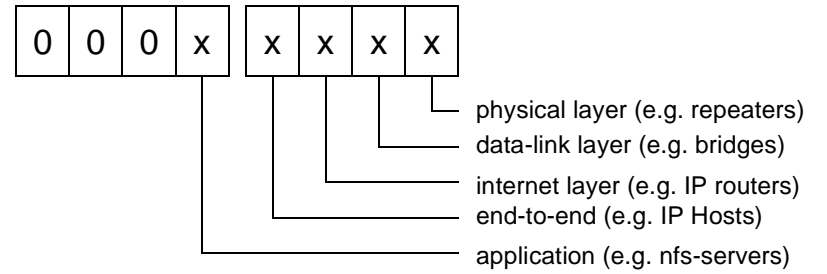 0 0 0 x x x x x
physical layer (e.g. repeaters)
data-link layer (e.g. bridges)
internet layer (e.g. IP routers)
end-to-end (e.g. IP Hosts)
application (e.g. nfs-servers)